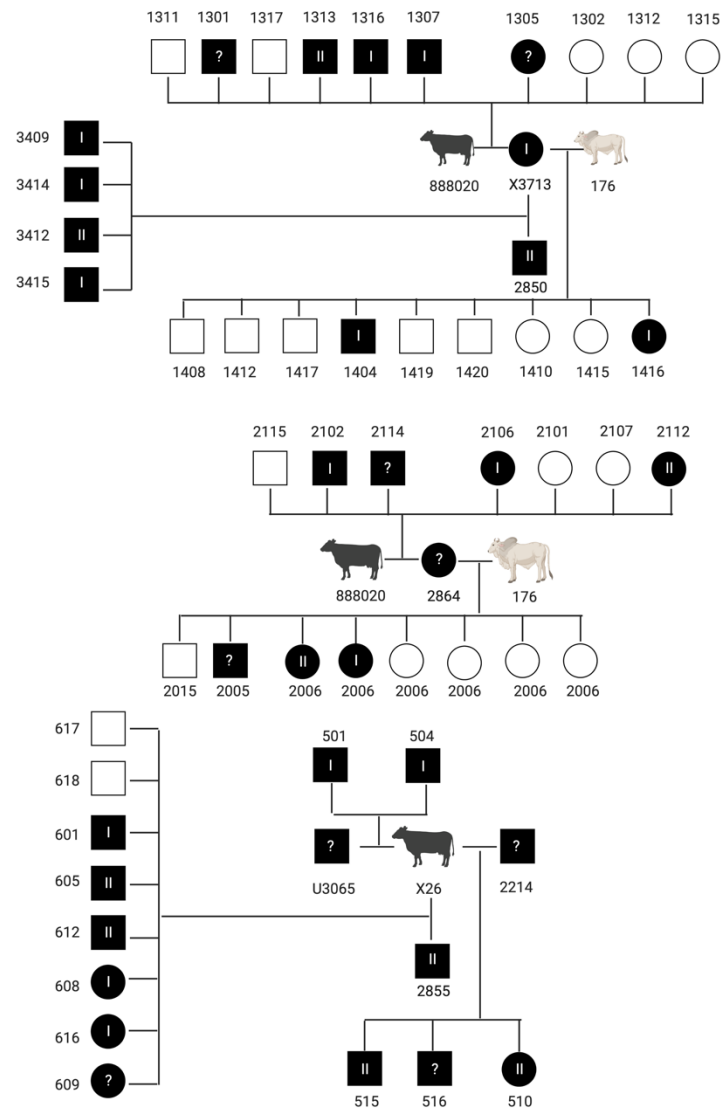 1311 1301 1317 1313 1316 1307 1305 1302 1312 1315
? II I I ?
3409 I
3414 I
3412 II
3415 I
I
888020 X3713 176
II
2850
I I
1408 1412 1417 1404 1419 1420 1410 1415 1416
2115 2102 2114 2106 2101 2107 2112
I ? I II
?
888020 2864 176
? II I
2015 2005 2006 2006 2006 2006 2006 2006
617
618
601 I
605 II
612 II
608 I
616 I
609 ?
501 504
I I
? ?
U3065 X26 2214
II
2855
II ? II
515 516 510